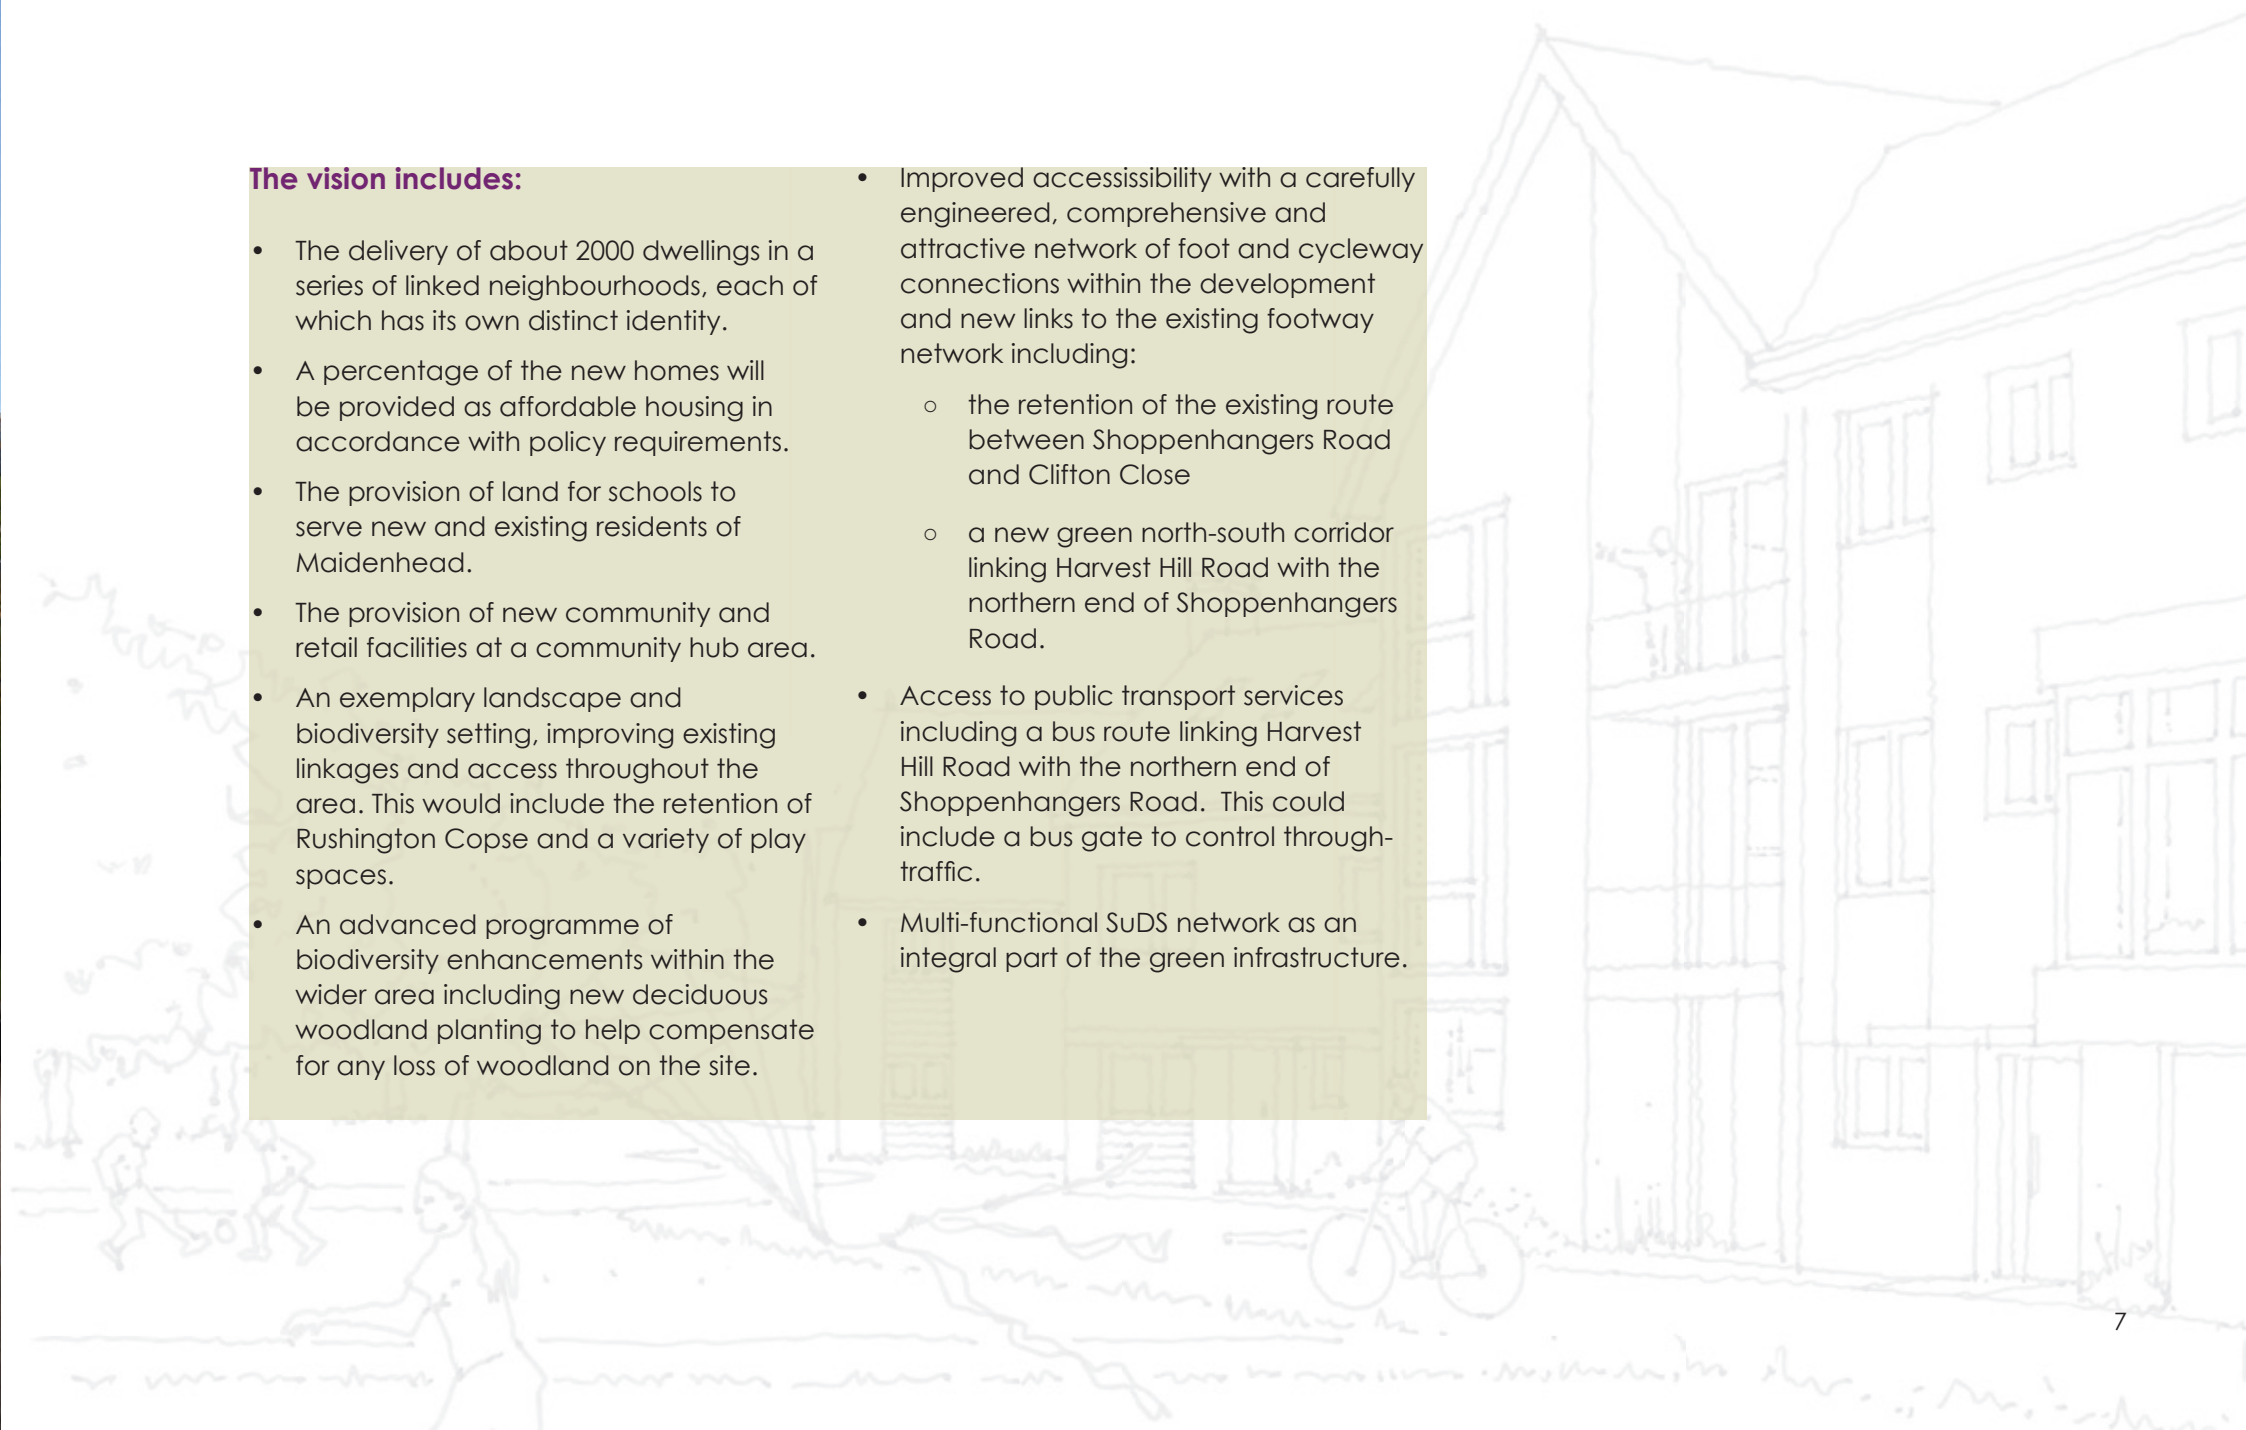 The vision includes:
• The delivery of about 2000 dwellings in a
series of linked neighbourhoods, each of
which has its own distinct identity.
• A percentage of the new homes will
be provided as affordable housing in
accordance with policy requirements.
• The provision of land for schools to
serve new and existing residents of
Maidenhead.
• The provision of new community and
retail facilities at a community hub area.
• An exemplary landscape and
biodiversity setting, improving existing
linkages and access throughout the
area. This would include the retention of
Rushington Copse and a variety of play
spaces.
• An advanced programme of
biodiversity enhancements within the
wider area including new deciduous
woodland planting to help compensate
for any loss of woodland on the site.
• Improved accessissibility with a carefully
engineered, comprehensive and
attractive network of foot and cycleway
connections within the development
and new links to the existing footway
network including:
○ the retention of the existing route
between Shoppenhangers Road
and Clifton Close
○ a new green north-south corridor
linking Harvest Hill Road with the
northern end of Shoppenhangers
Road.
• Access to public transport services
including a bus route linking Harvest
Hill Road with the northern end of
Shoppenhangers Road.  This could
include a bus gate to control through-
traffic.
• Multi-functional SuDS network as an
integral part of the green infrastructure.
7